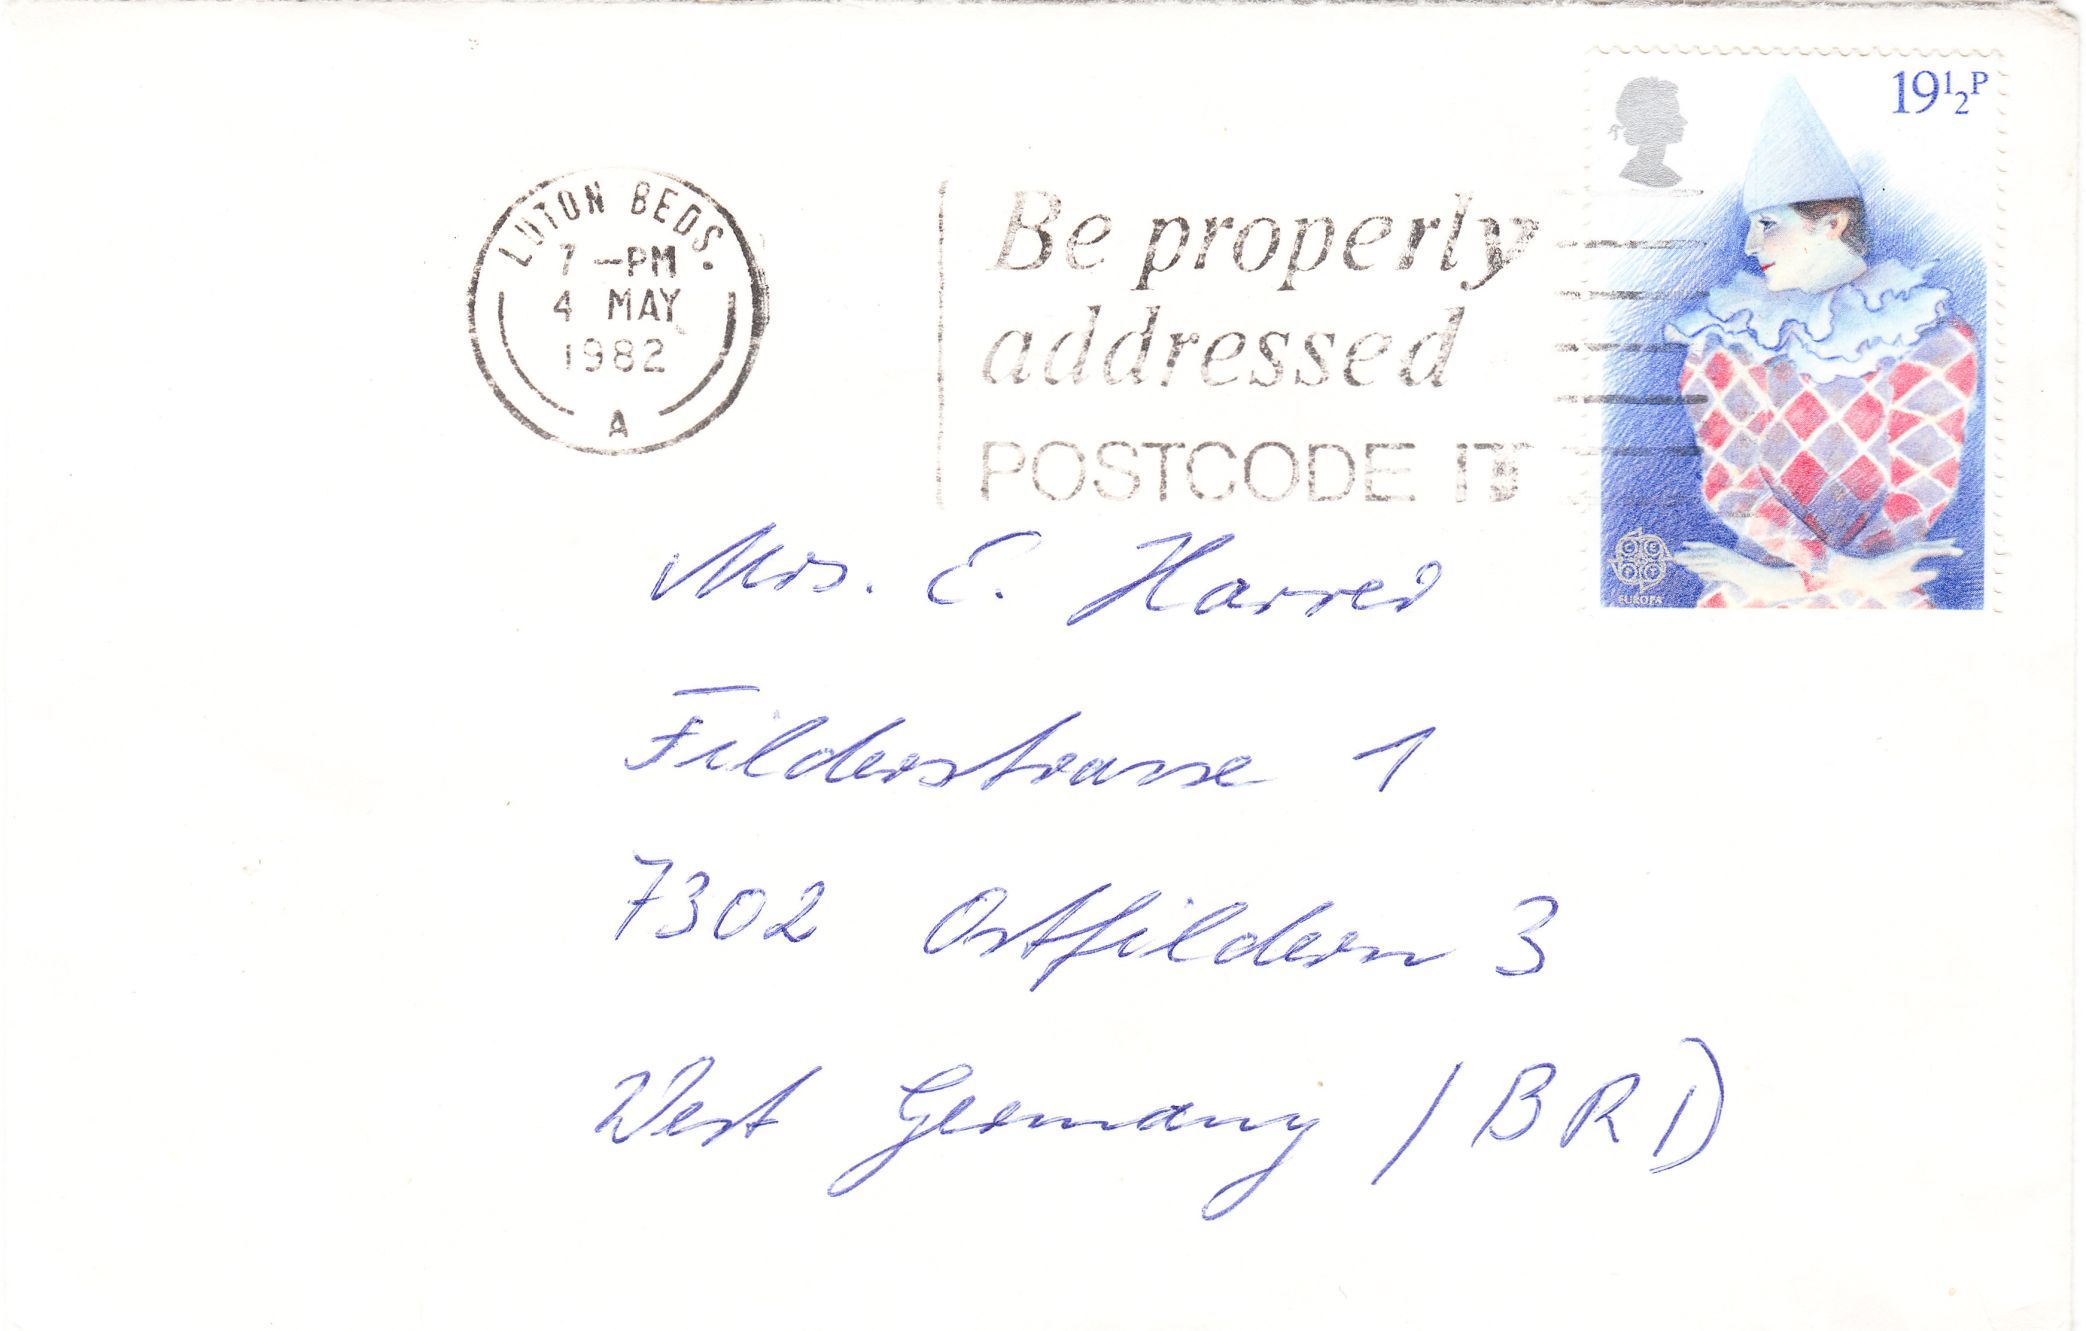 LUTON BEDS.
7 - PM
4 MAY
1982
A
Be properly
addressed
POSTCODE IT
19½P
CEPT
EUROPA
Mrs. E.
Filderstrasse 1
7302 Ostfildern 3
West Germany (BRD)